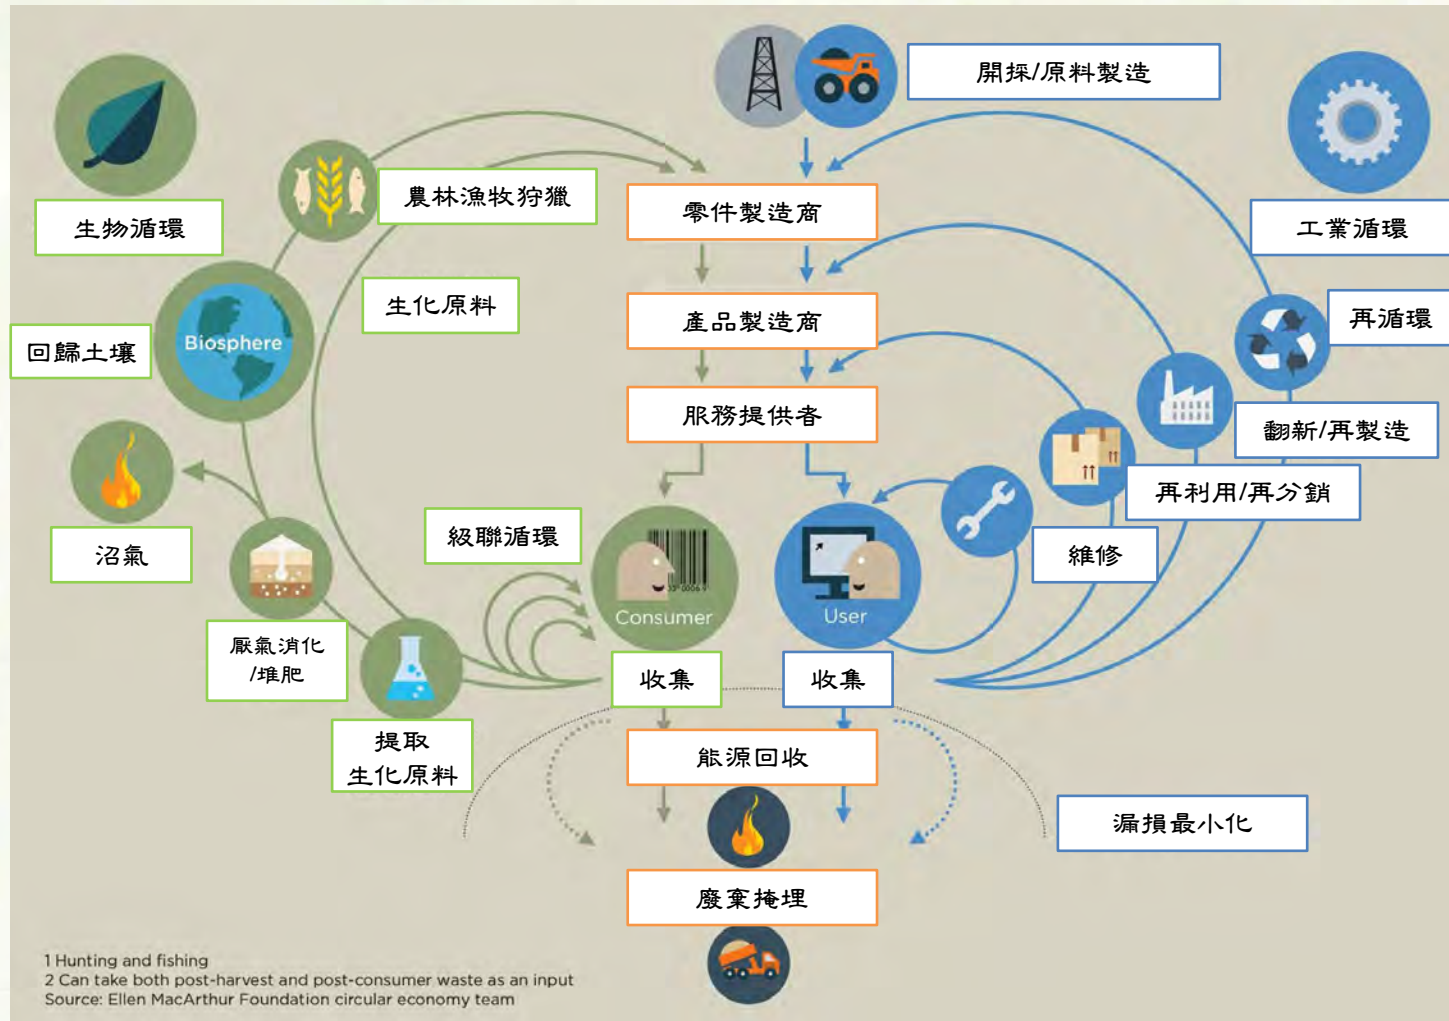 開採/原料製造
生物循環
農林漁牧狩獵
零件製造商
工業循環
生化原料
產品製造商
再循環
回歸土壤
Biosphere
服務提供者
翻新/再製造
再利用/再分銷
級聯循環
維修
沼氣
Consumer
User
厭氧消化
/堆肥
收集
收集
提取
生化原料
能源回收
漏損最小化
廢棄掩埋
1 Hunting and fishing
2 Can take both post-harvest and post-consumer waste as an input
Source: Ellen MacArthur Foundation circular economy team